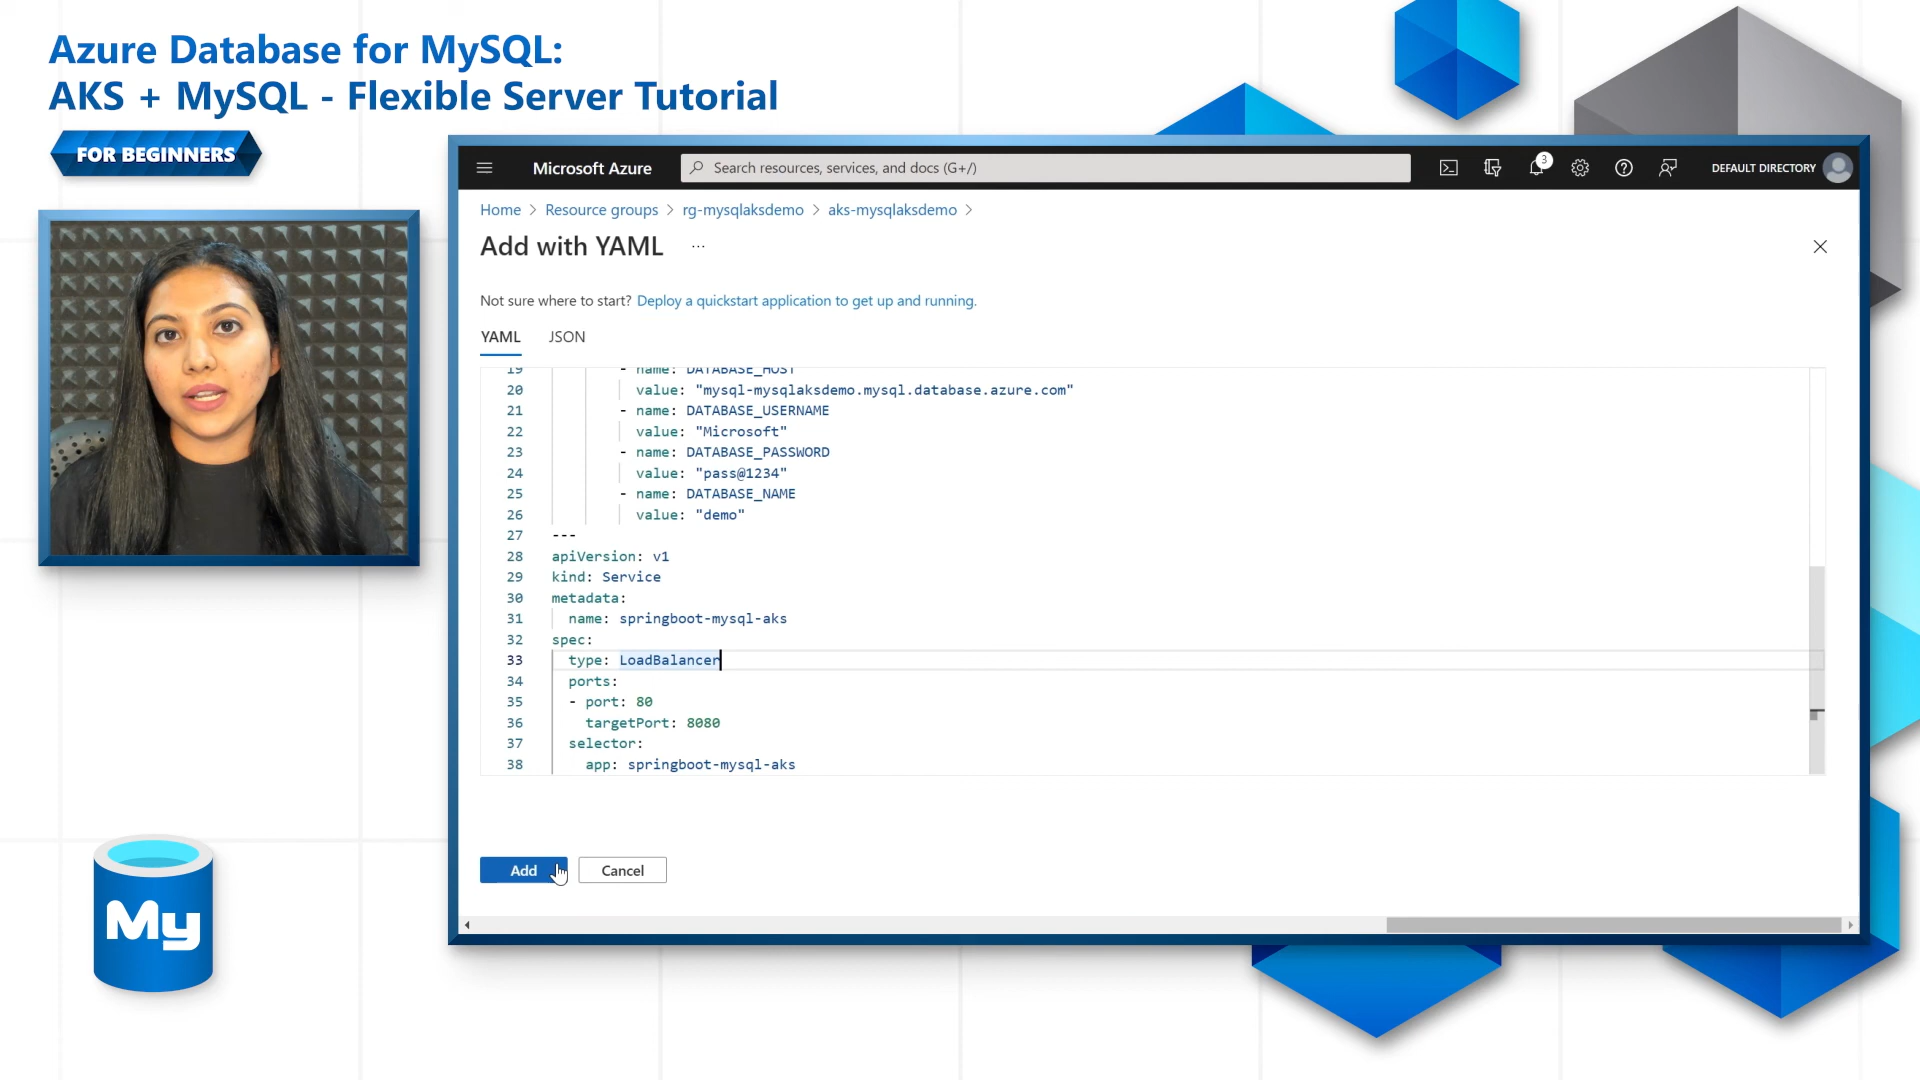 Azure Database for MySQL:
AKS + MySQL - Flexible Server Tutorial
FOR BEGINNERS
Microsoft Azure
Search resources, services, and docs (G+/)
3
DEFAULT DIRECTORY
Home > Resource groups > rg-mysqlaksdemo > aks-mysqlaksdemo >
Add with YAML ...
Not sure where to start? Deploy a quickstart application to get up and running.
YAML JSON
19 - name: DATABASE_HOST
20 value: "mysql-mysqlaksdemo.mysql.database.azure.com"
21 - name: DATABASE_USERNAME
22 value: "Microsoft"
23 - name: DATABASE_PASSWORD
24 value: "pass@1234"
25 - name: DATABASE_NAME
26 value: "demo"
27 ---
28 apiVersion: v1
29 kind: Service
30 metadata:
31 name: springboot-mysql-aks
32 spec:
33 type: LoadBalancer
34 ports:
35 - port: 80
36 targetPort: 8080
37 selector:
38 app: springboot-mysql-aks
Add Cancel
My